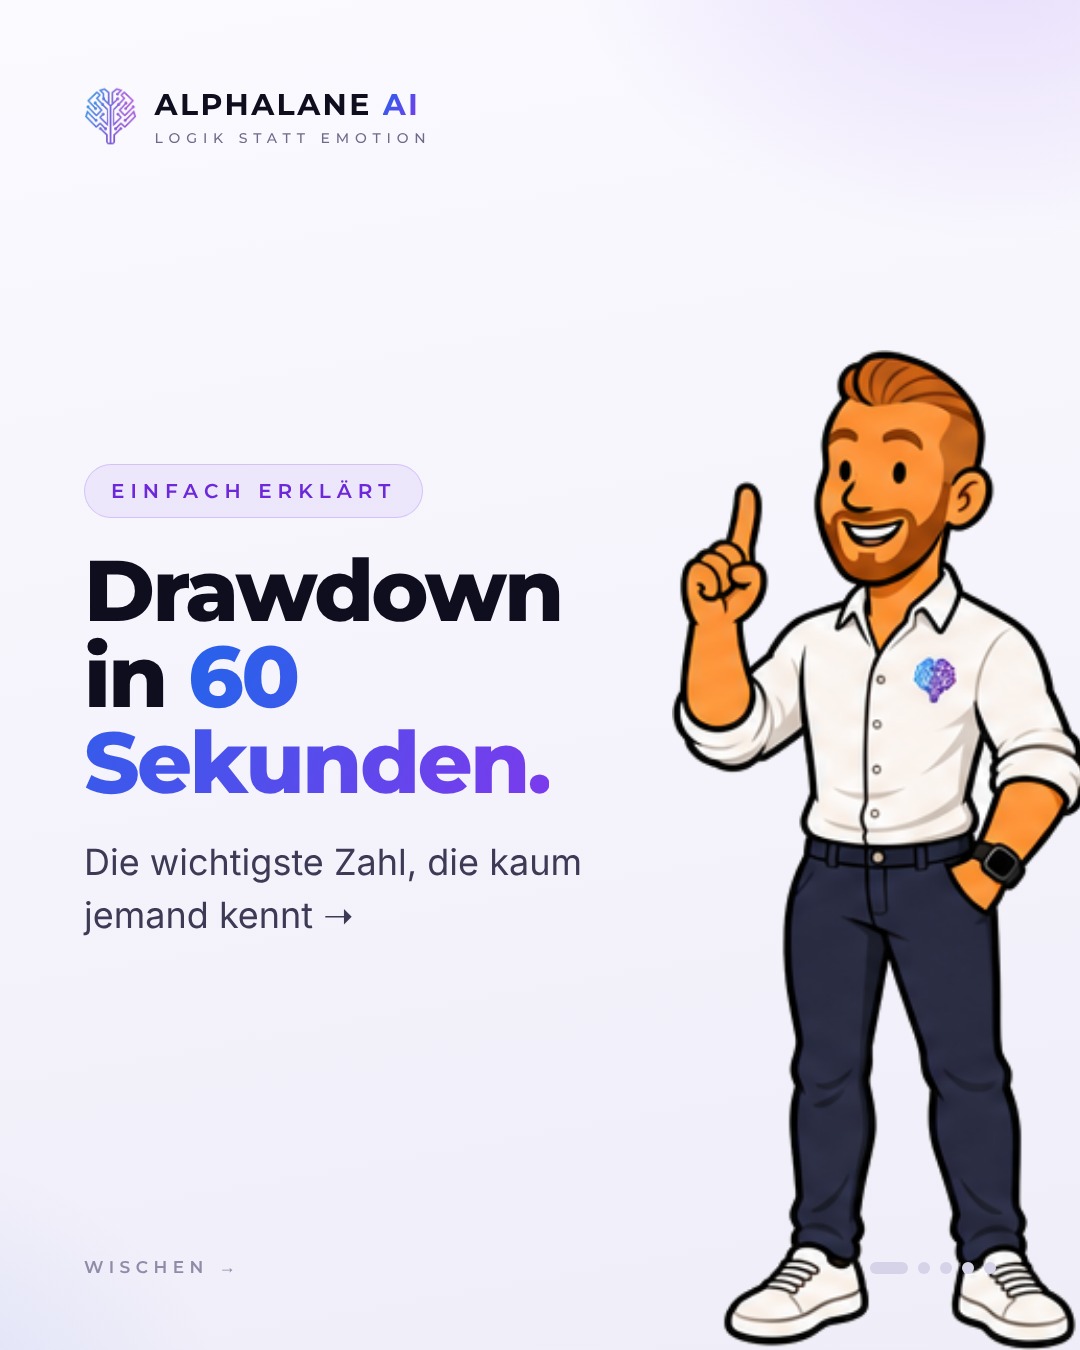 ALPHALANE AI
LOGIK STATT EMOTION
EINFACH ERKLÄRT
Drawdown
in 60
Sekunden.
Die wichtigste Zahl, die kaum
jemand kennt →
WISCHEN →